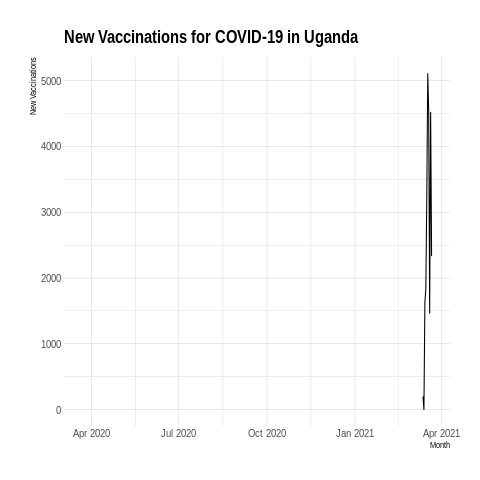 New Vaccinations for COVID-19 in Uganda
New Vaccinations
5000
4000
3000
2000
1000
0
Apr 2020 Jul 2020 Oct 2020 Jan 2021 Apr 2021
Month